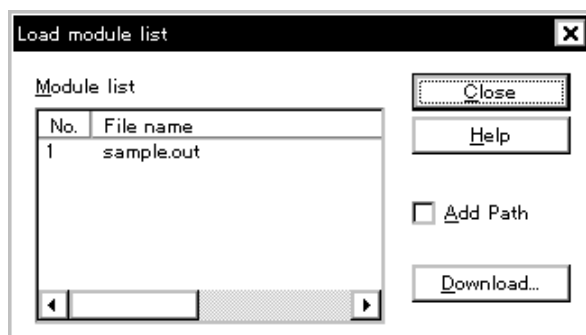 Load module list
Module list
Close
No. File name
Help
1 sample.out
Add Path
Download...